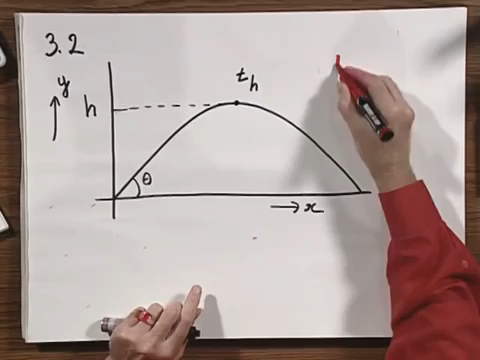 3.2
y
t_h
h
θ
→ x